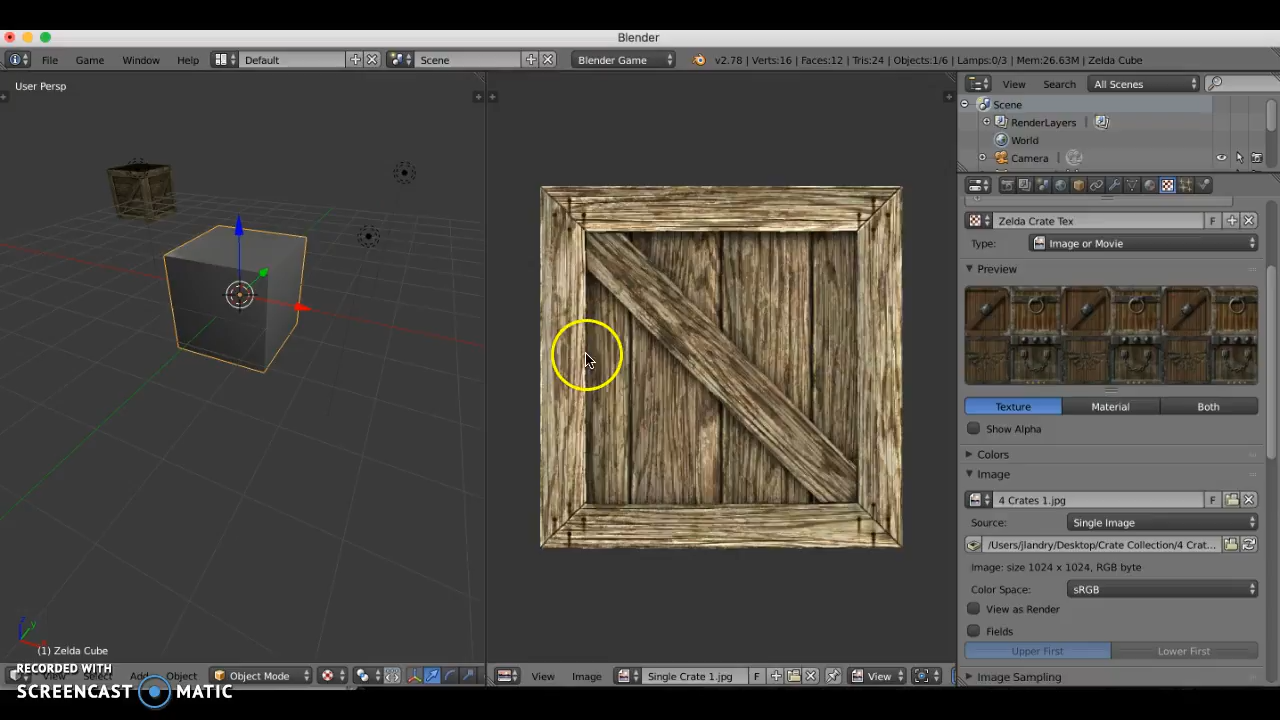 Blender
File Game Window Help Default Scene Blender Game v2.78 | Verts:16 | Faces:12 | Tris:24 | Objects:1/6 | Lamps:0/3 | Mem:26.63M | Zelda Cube
User Persp
View Search All Scenes
Scene
RenderLayers
World
Camera
Zelda Crate Tex F
Type: Image or Movie
Preview
Texture Material Both
Show Alpha
Colors
Image
4 Crates 1.jpg F
Source: Single Image
/Users/jlandry/Desktop/Crate Collection/4 Crat...
Image: size 1024 x 1024, RGB byte
Color Space: sRGB
View as Render
Fields
Upper First Lower First
Image Sampling
(1) Zelda Cube
View Select Add Object Object Mode
View Image Single Crate 1.jpg F View
RECORDED WITH
SCREENCAST MATIC